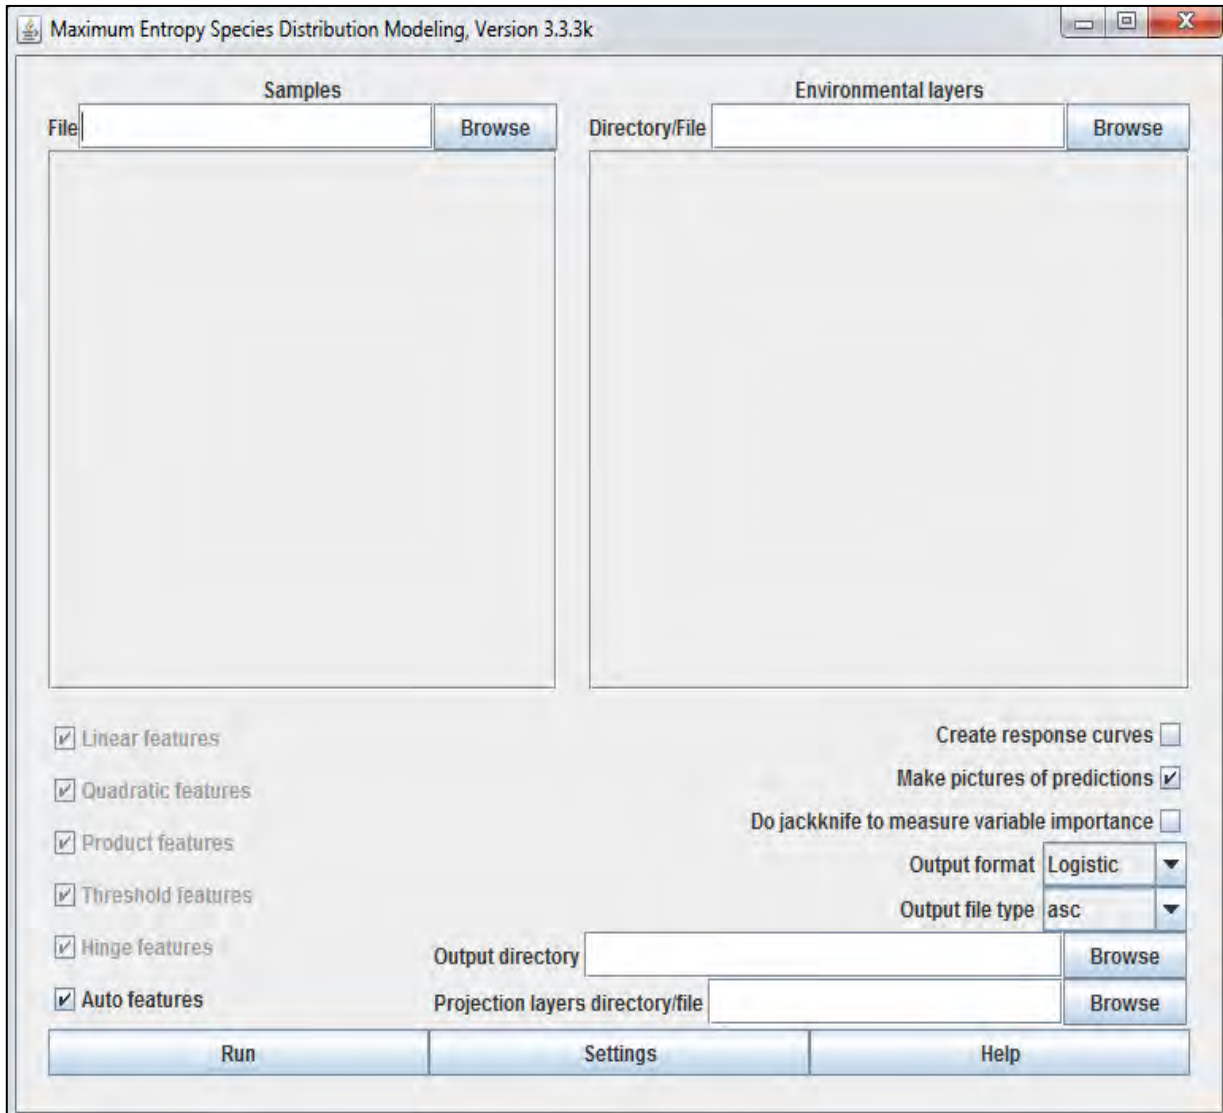 Maximum Entropy Species Distribution Modeling, Version 3.3.3k
Samples
File
Browse
Environmental layers
Directory/File
Browse
Linear features
Quadratic features
Product features
Threshold features
Hinge features
Auto features
Create response curves
Make pictures of predictions
Do jackknife to measure variable importance
Output format Logistic
Output file type asc
Output directory
Browse
Projection layers directory/file
Browse
Run
Settings
Help